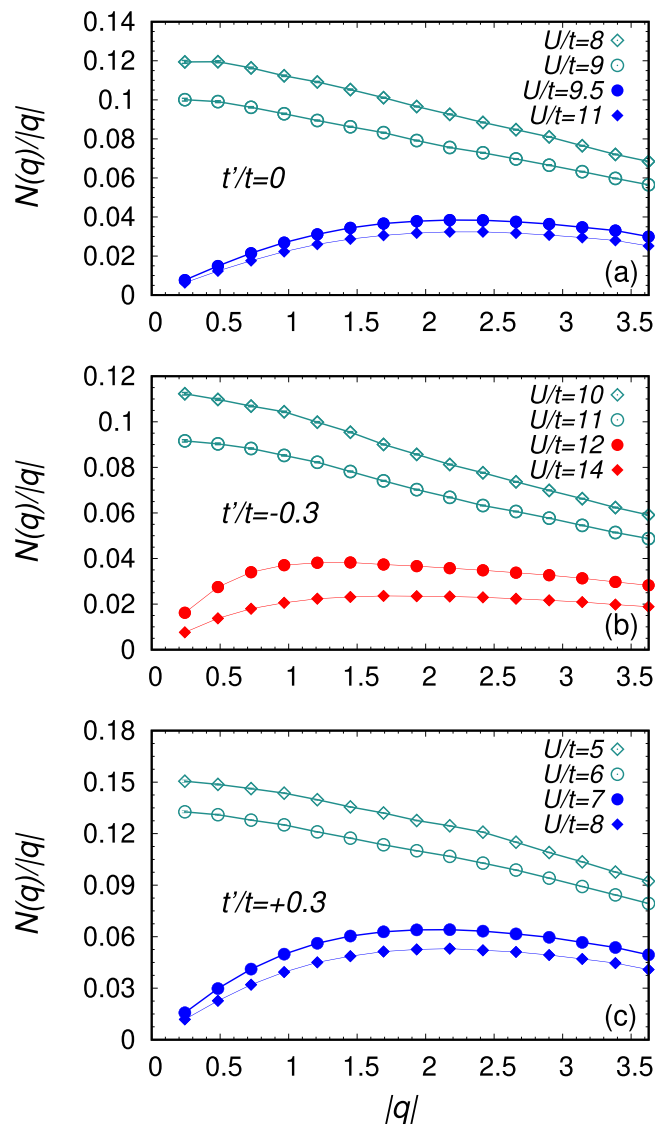 0.14
0.12
0.1
0.08
0.06
0.04
0.02
0
N(q)/|q|
U/t=8
U/t=9
U/t=9.5
U/t=11
t'/t=0
(a)
0 0.5 1 1.5 2 2.5 3 3.5
0.12
0.1
0.08
0.06
0.04
0.02
0
N(q)/|q|
U/t=10
U/t=11
U/t=12
U/t=14
t'/t=-0.3
(b)
0 0.5 1 1.5 2 2.5 3 3.5
0.18
0.15
0.12
0.09
0.06
0.03
0
N(q)/|q|
U/t=5
U/t=6
U/t=7
U/t=8
t'/t=+0.3
(c)
0 0.5 1 1.5 2 2.5 3 3.5
|q|